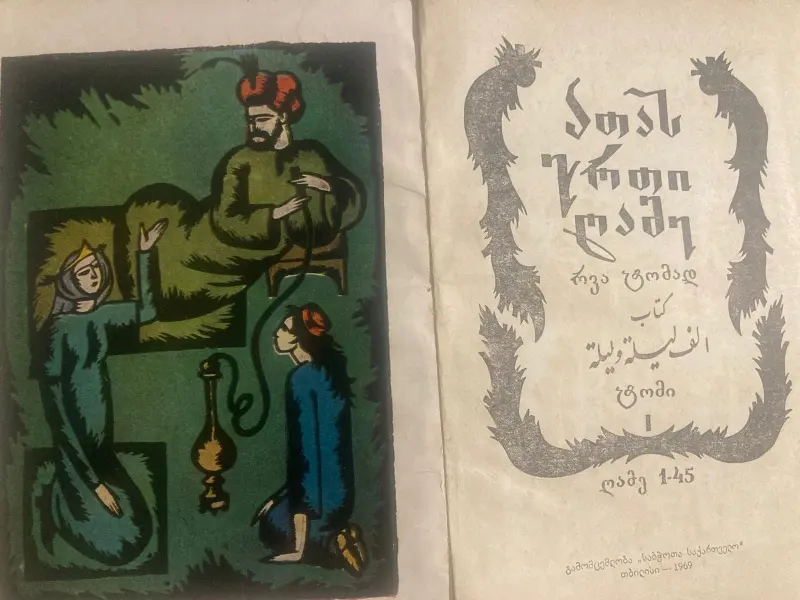 ათას
ერთი
ღამე
რვა ტომად
كتاب
الف ليلة وليلة
ტომი
I
ღამე 1-45
გამომცემლობა „საბჭოთა საქართველო“
თბილისი — 1969